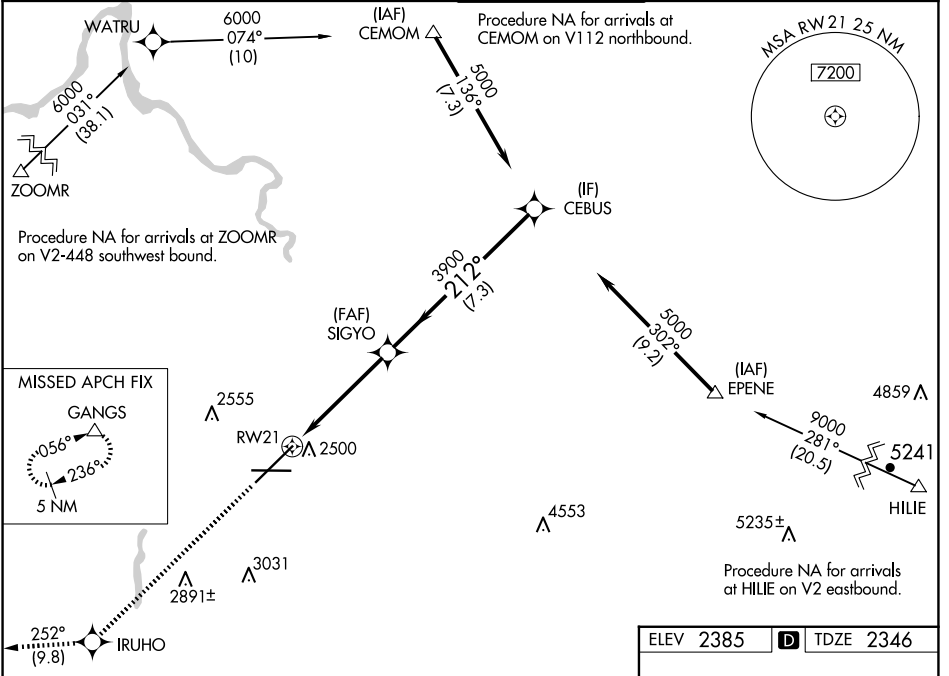 WATRU
6000
074°
(10)
(IAF)
CEMOM
Procedure NA for arrivals at
CEMOM on V112 northbound.
MSA RW21 25 NM
7200
6000
031°
(38.1)
ZOOMR
5000
136°
(7.3)
(IF)
CEBUS
Procedure NA for arrivals at ZOOMR
on V2-448 southwest bound.
3900
212°
(7.3)
(FAF)
SIGYO
5000
302°
(9.2)
(IAF)
EPENE
4859
MISSED APCH FIX
GANGS
056°
236°
5 NM
2555
RW21
2500
9000
281°
(20.5)
5241
HILIE
4553
5235±
3031
2891±
Procedure NA for arrivals
at HILIE on V2 eastbound.
252°
(9.8)
IRUHO
ELEV 2385 D TDZE 2346